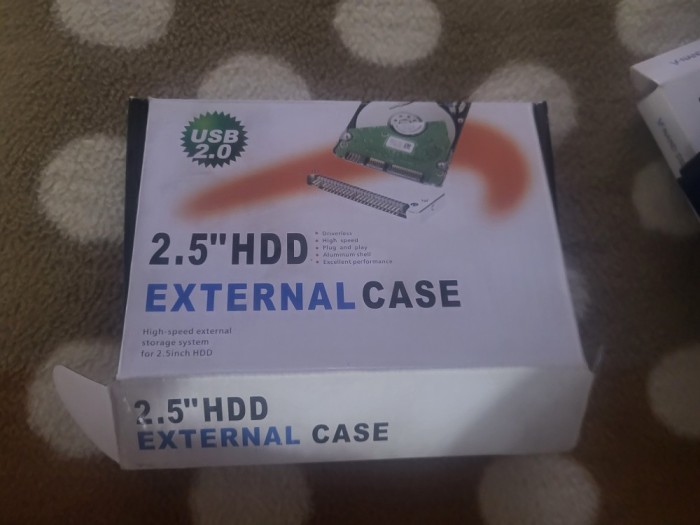 USB
2.0
2.5"HDD
• Driverless
• High speed
• Plug and play
• Aluminum shell
• Excellent performance
EXTERNAL CASE
High-speed external
storage system
for 2.5inch HDD
2.5"HDD
EXTERNAL CASE